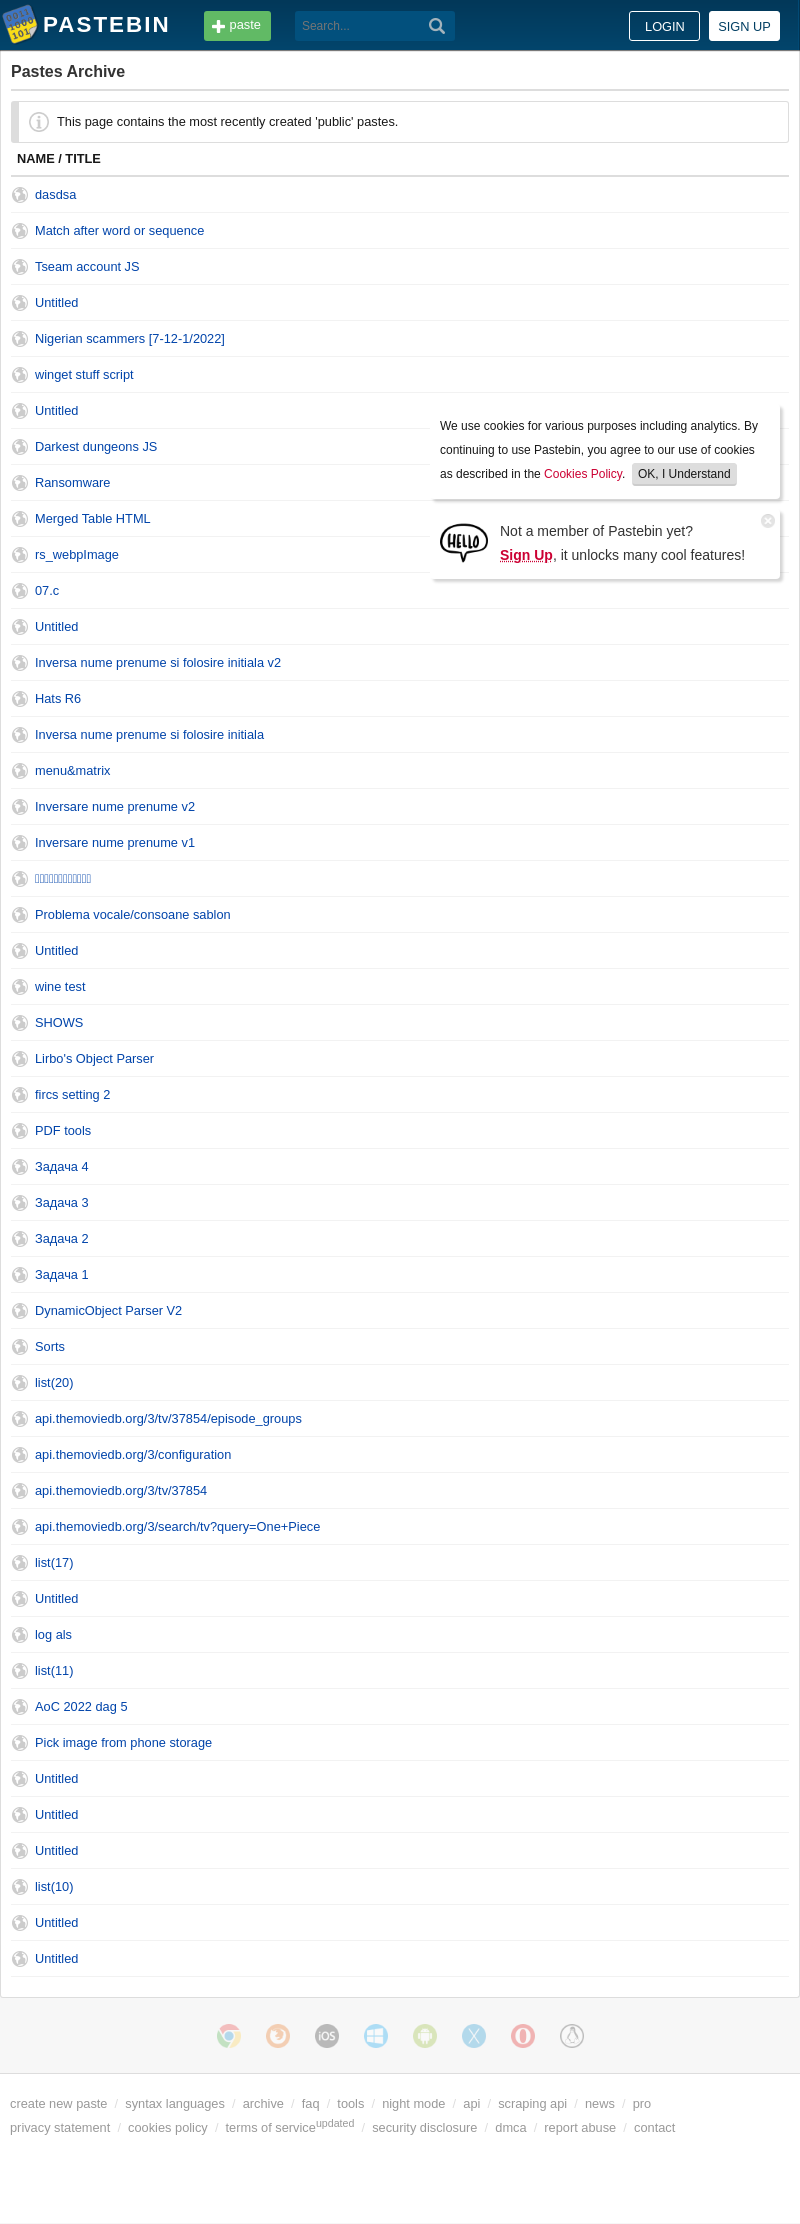 PASTEBIN
paste
Search...
LOGIN
SIGN UP
Pastes Archive
This page contains the most recently created 'public' pastes.
NAME / TITLE
dasdsa
Match after word or sequence
Tseam account JS
Untitled
Nigerian scammers [7-12-1/2022]
winget stuff script
Untitled
Darkest dungeons JS
Ransomware
Merged Table HTML
rs_webpImage
07.c
We use cookies for various purposes including analytics. By
continuing to use Pastebin, you agree to our use of cookies
as described in the Cookies Policy. OK, I Understand
HELLO
Not a member of Pastebin yet?
Sign Up, it unlocks many cool features!
Untitled
Inversa nume prenume si folosire initiala v2
Hats R6
Inversa nume prenume si folosire initiala
menu&matrix
Inversare nume prenume v2
Inversare nume prenume v1
Problema vocale/consoane sablon
Untitled
wine test
SHOWS
Lirbo's Object Parser
fircs setting 2
PDF tools
Задача 4
Задача 3
Задача 2
Задача 1
DynamicObject Parser V2
Sorts
list(20)
api.themoviedb.org/3/tv/37854/episode_groups
api.themoviedb.org/3/configuration
api.themoviedb.org/3/tv/37854
api.themoviedb.org/3/search/tv?query=One+Piece
list(17)
Untitled
log als
list(11)
AoC 2022 dag 5
Pick image from phone storage
Untitled
Untitled
Untitled
list(10)
Untitled
Untitled
iOS
create new paste / syntax languages / archive / faq / tools / night mode / api / scraping api / news / pro
privacy statement / cookies policy / terms of service updated / security disclosure / dmca / report abuse / contact